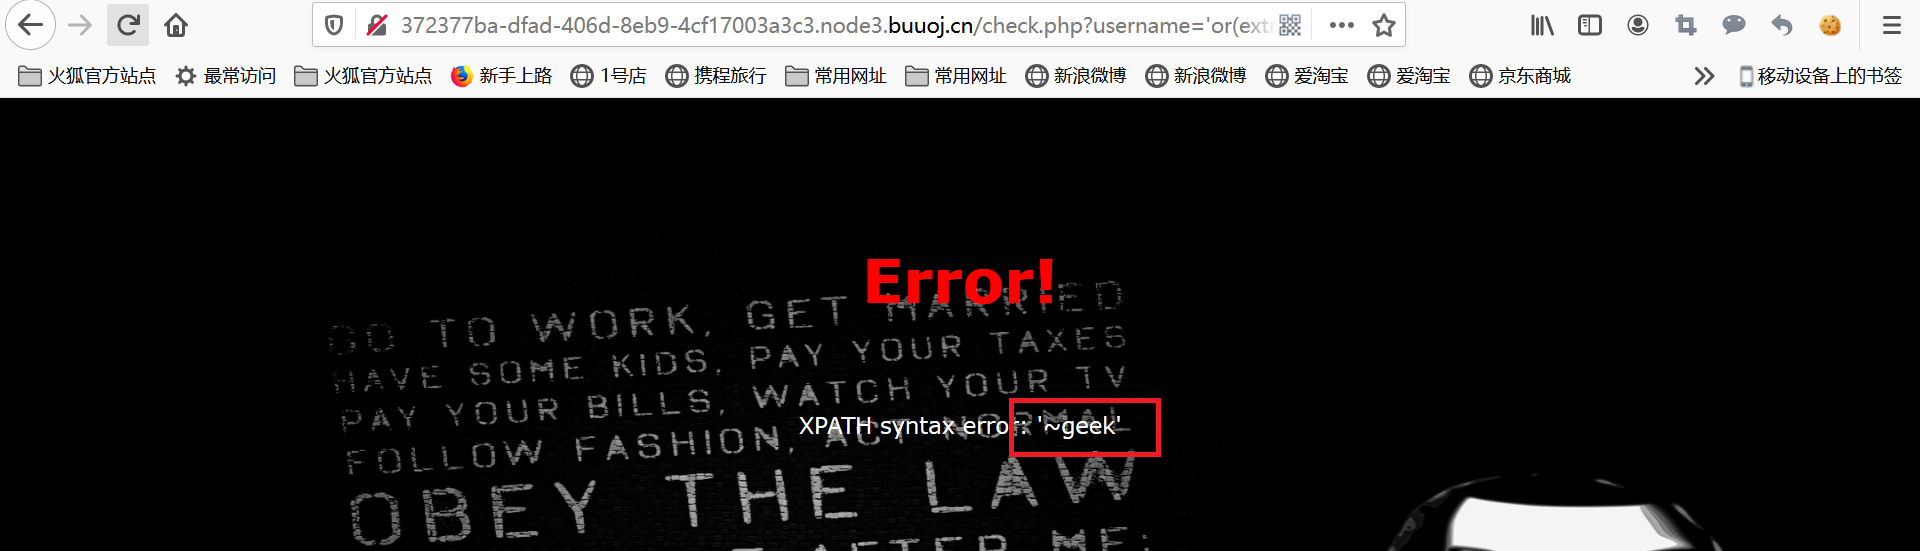 372377ba-dfad-406d-8eb9-4cf17003a3c3.node3.buuoj.cn/check.php?username='or(ext
火狐官方站点 最常访问 火狐官方站点 新手上路 1号店 携程旅行 常用网址 常用网址 新浪微博 新浪微博 爱淘宝 爱淘宝 京东商城 移动设备上的书签
Error!
GO TO WORK, GET MARRIED
HAVE SOME KIDS, PAY YOUR TAXES
PAY YOUR BILLS, WATCH YOUR TV
XPATH syntax error: '~geek'
FOLLOW FASHION, ACT NORMAL
OBEY THE LAW
AFTER ME: